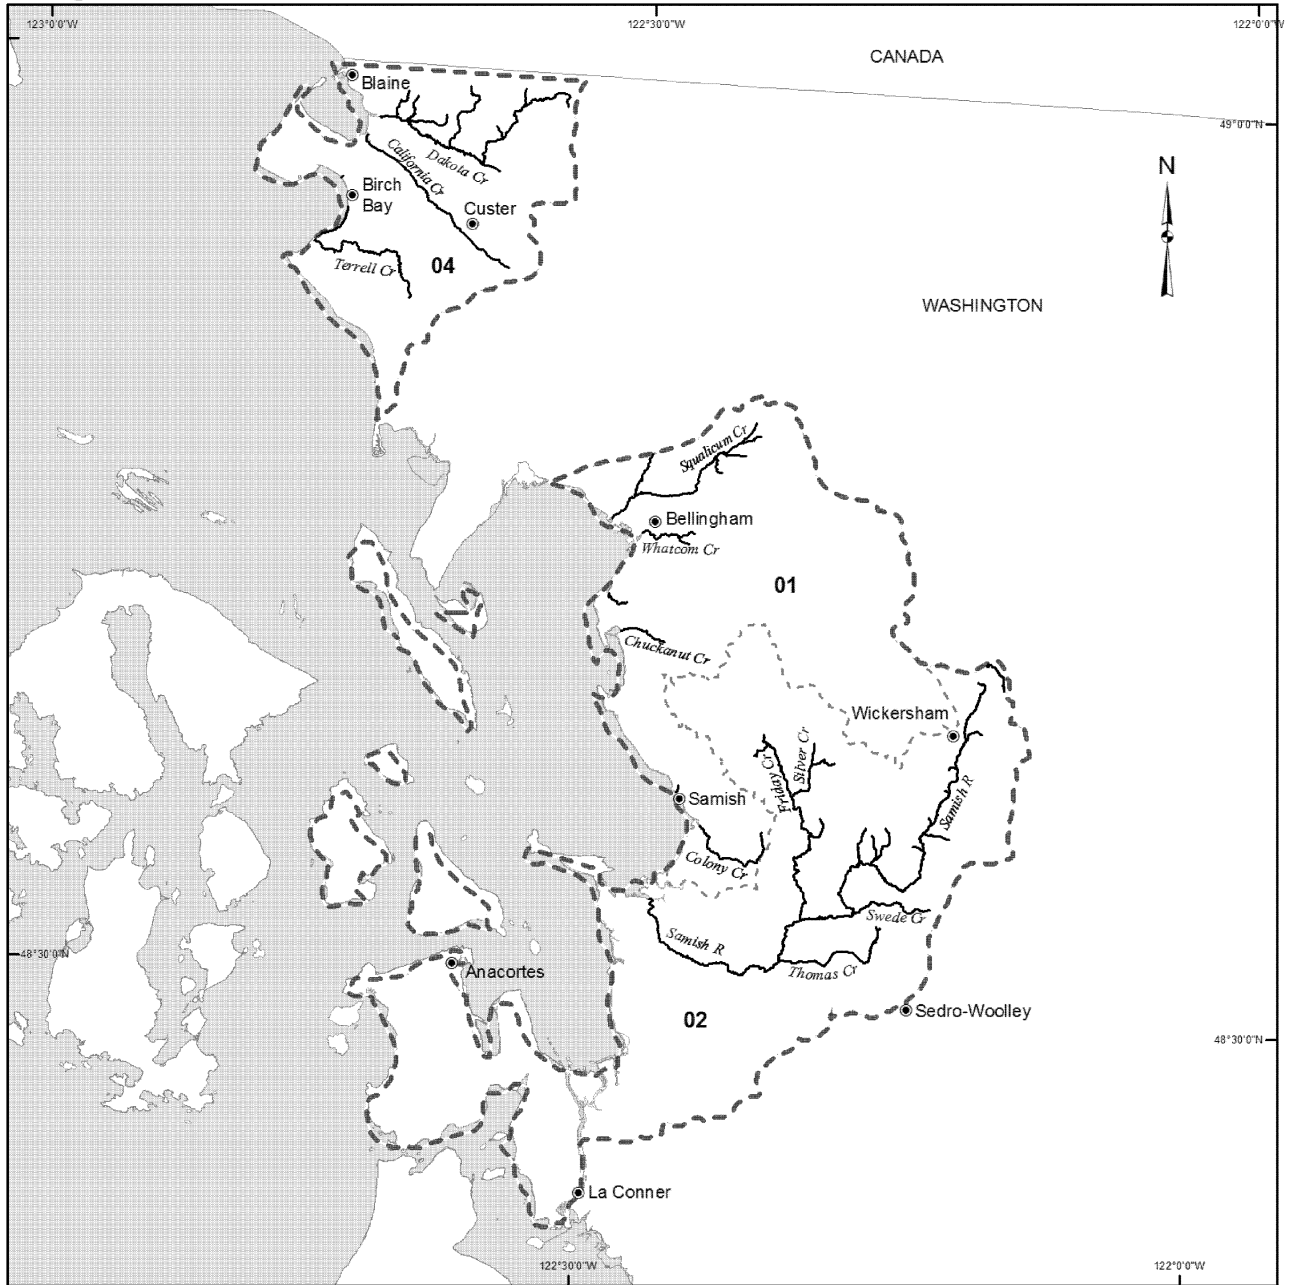 123°0'0"W
122°30'0"W
122°0'0"W
CANADA
Blaine
49°0'0"N
California Cr
Dakota Cr
N
Birch
Bay
Custer
Terrell Cr
04
WASHINGTON
Squalicum Cr
Bellingham
Whatcom Cr
01
Chuckanut Cr
Wickersham
Friday Cr
Silver Cr
Samish R
Samish
Colony Cr
Swede Cr
Samish R
48°30'0"N
Anacortes
Thomas Cr
02
Sedro-Woolley
48°30'0"N
La Conner
122°30'0"W
122°0'0"W